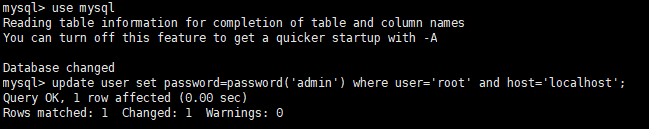 mysql> use mysql
Reading table information for completion of table and column names
You can turn off this feature to get a quicker startup with -A

Database changed
mysql> update user set password=password('admin') where user='root' and host='localhost';
Query OK, 1 row affected (0.00 sec)
Rows matched: 1  Changed: 1  Warnings: 0